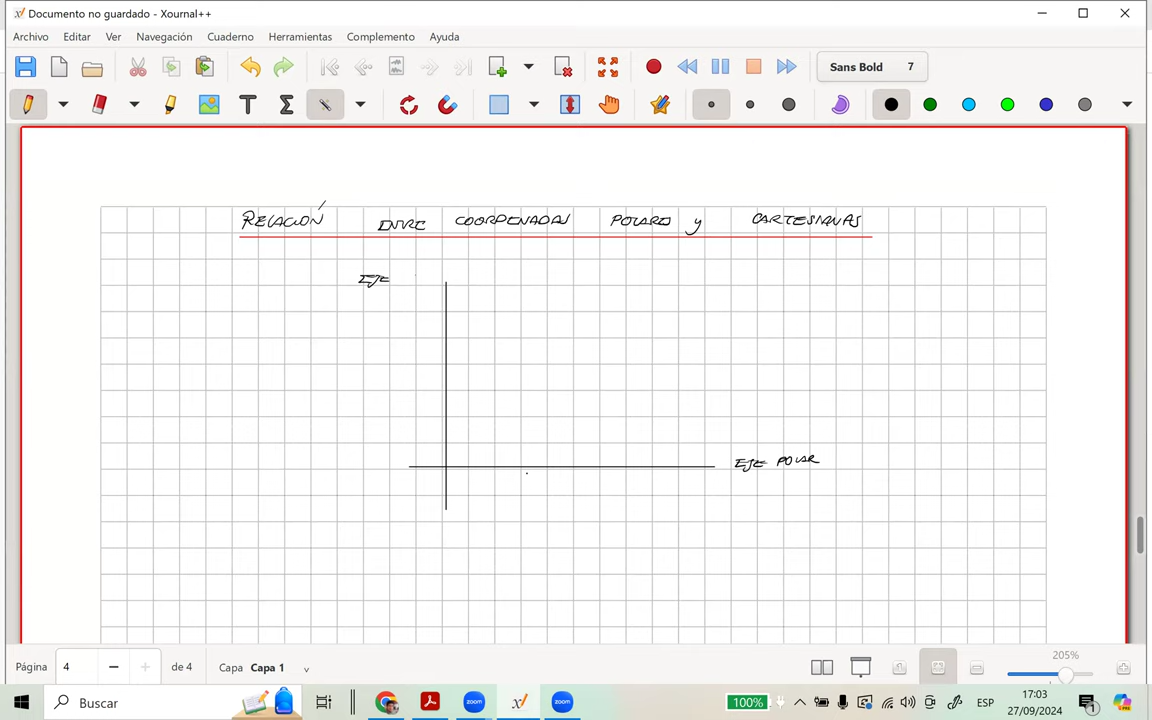 Documento no guardado - Xournal++
Archivo Editar Ver Navegación Cuaderno Herramientas Complemento Ayuda
Sans Bold 7
RELACIÓN ENTRE COORDENADAS POLARES y CARTESIANAS
EJE
EJE POLAR
Página 4 de 4 Capa Capa 1
205%
Buscar
100%
ESP
17:03
27/09/2024
1